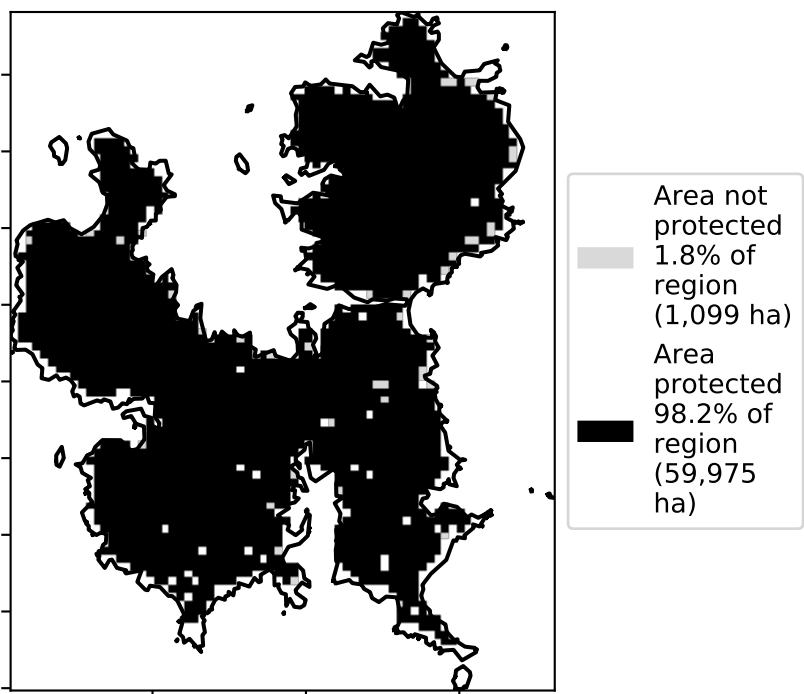 Area not
protected
1.8% of
region
(1,099 ha)
Area
protected
98.2% of
region
(59,975
ha)